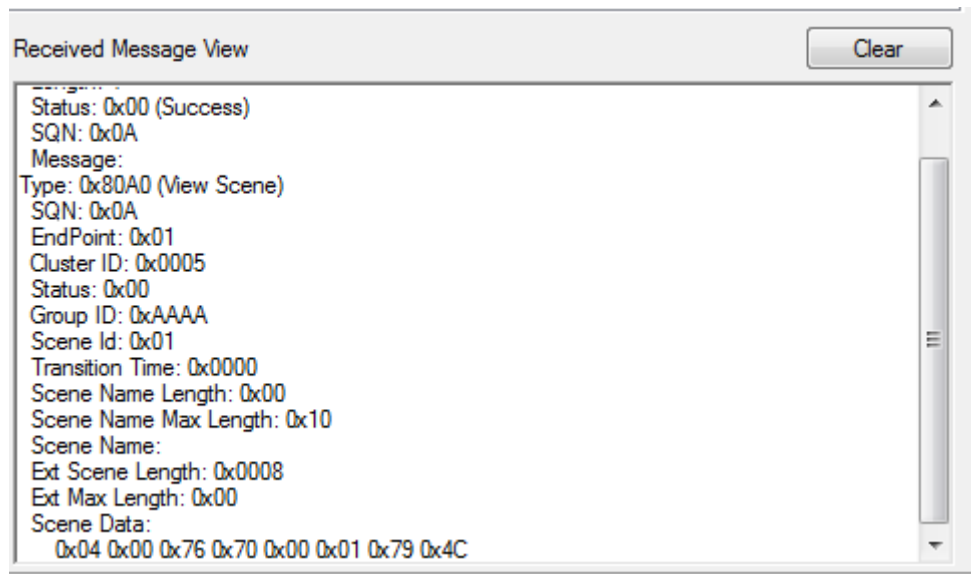 Received Message View
Clear
Status: 0x00 (Success)
SQN: 0x0A
Message:
Type: 0x80A0 (View Scene)
SQN: 0x0A
EndPoint: 0x01
Cluster ID: 0x0005
Status: 0x00
Group ID: 0xAAAA
Scene Id: 0x01
Transition Time: 0x0000
Scene Name Length: 0x00
Scene Name Max Length: 0x10
Scene Name:
Ext Scene Length: 0x0008
Ext Max Length: 0x00
Scene Data:
0x04 0x00 0x76 0x70 0x00 0x01 0x79 0x4C